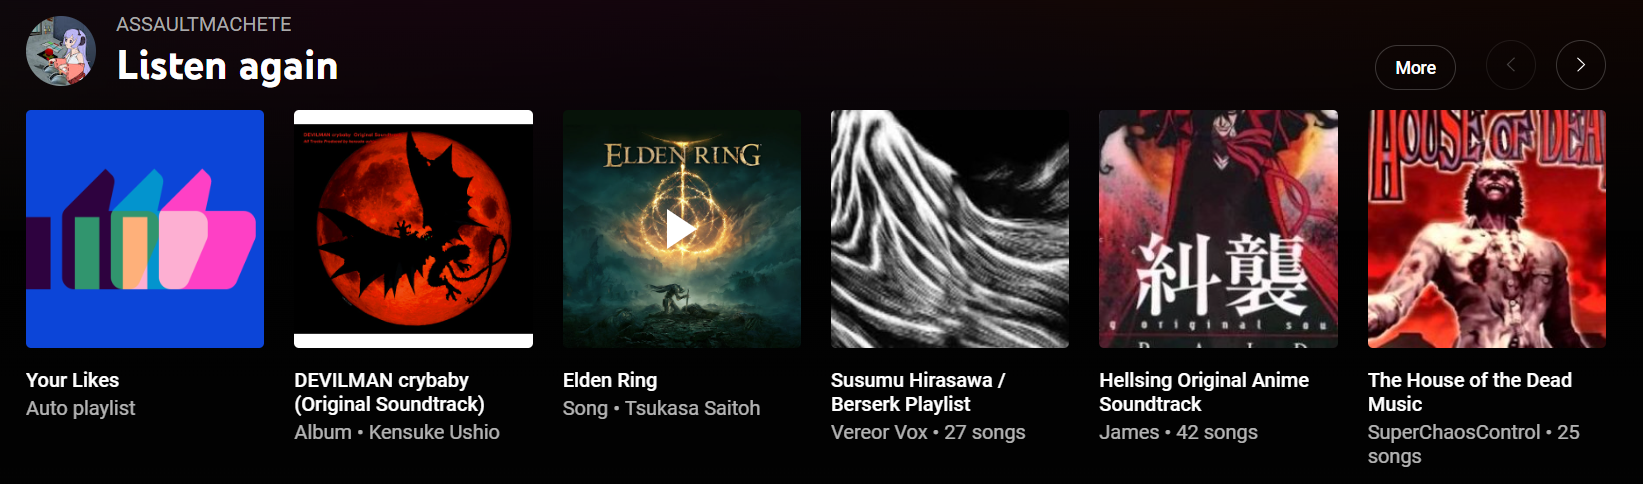 ASSAULTMACHETE
Listen again
More
DEVILMAN crybaby Original Soundtrack
ELDEN RING
糾襲
original sou
R A I D
HOUSE OF DEA
Your Likes
Auto playlist
DEVILMAN crybaby
(Original Soundtrack)
Album • Kensuke Ushio
Elden Ring
Song • Tsukasa Saitoh
Susumu Hirasawa /
Berserk Playlist
Vereor Vox • 27 songs
Hellsing Original Anime
Soundtrack
James • 42 songs
The House of the Dead
Music
SuperChaosControl • 25
songs